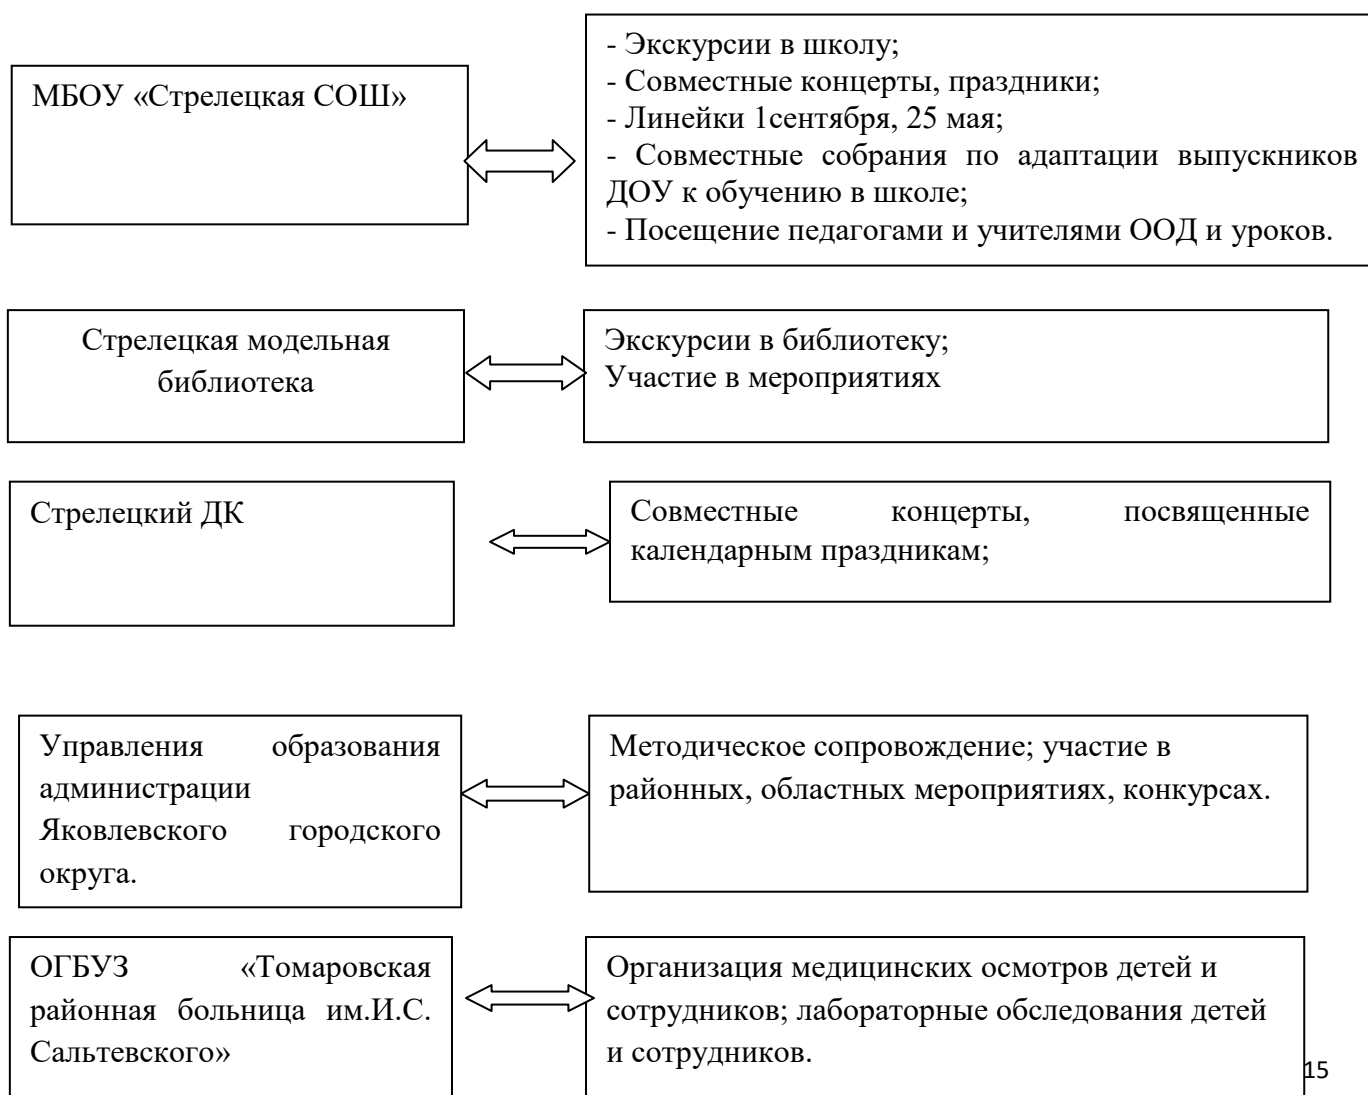 МБОУ «Стрелецкая СОШ»
- Экскурсии в школу;
- Совместные концерты, праздники;
- Линейки 1сентября, 25 мая;
- Совместные собрания по адаптации выпускников
ДОУ к обучению в школе;
- Посещение педагогами и учителями ООД и уроков.
Стрелецкая модельная
библиотека
Экскурсии в библиотеку;
Участие в мероприятиях
Стрелецкий ДК
Совместные концерты, посвященные
календарным праздникам;
Управления образования
администрации
Яковлевского городского
округа.
Методическое сопровождение; участие в
районных, областных мероприятиях, конкурсах.
ОГБУЗ «Томаровская
районная больница им.И.С.
Сальтевского»
Организация медицинских осмотров детей и
сотрудников; лабораторные обследования детей
и сотрудников.
15